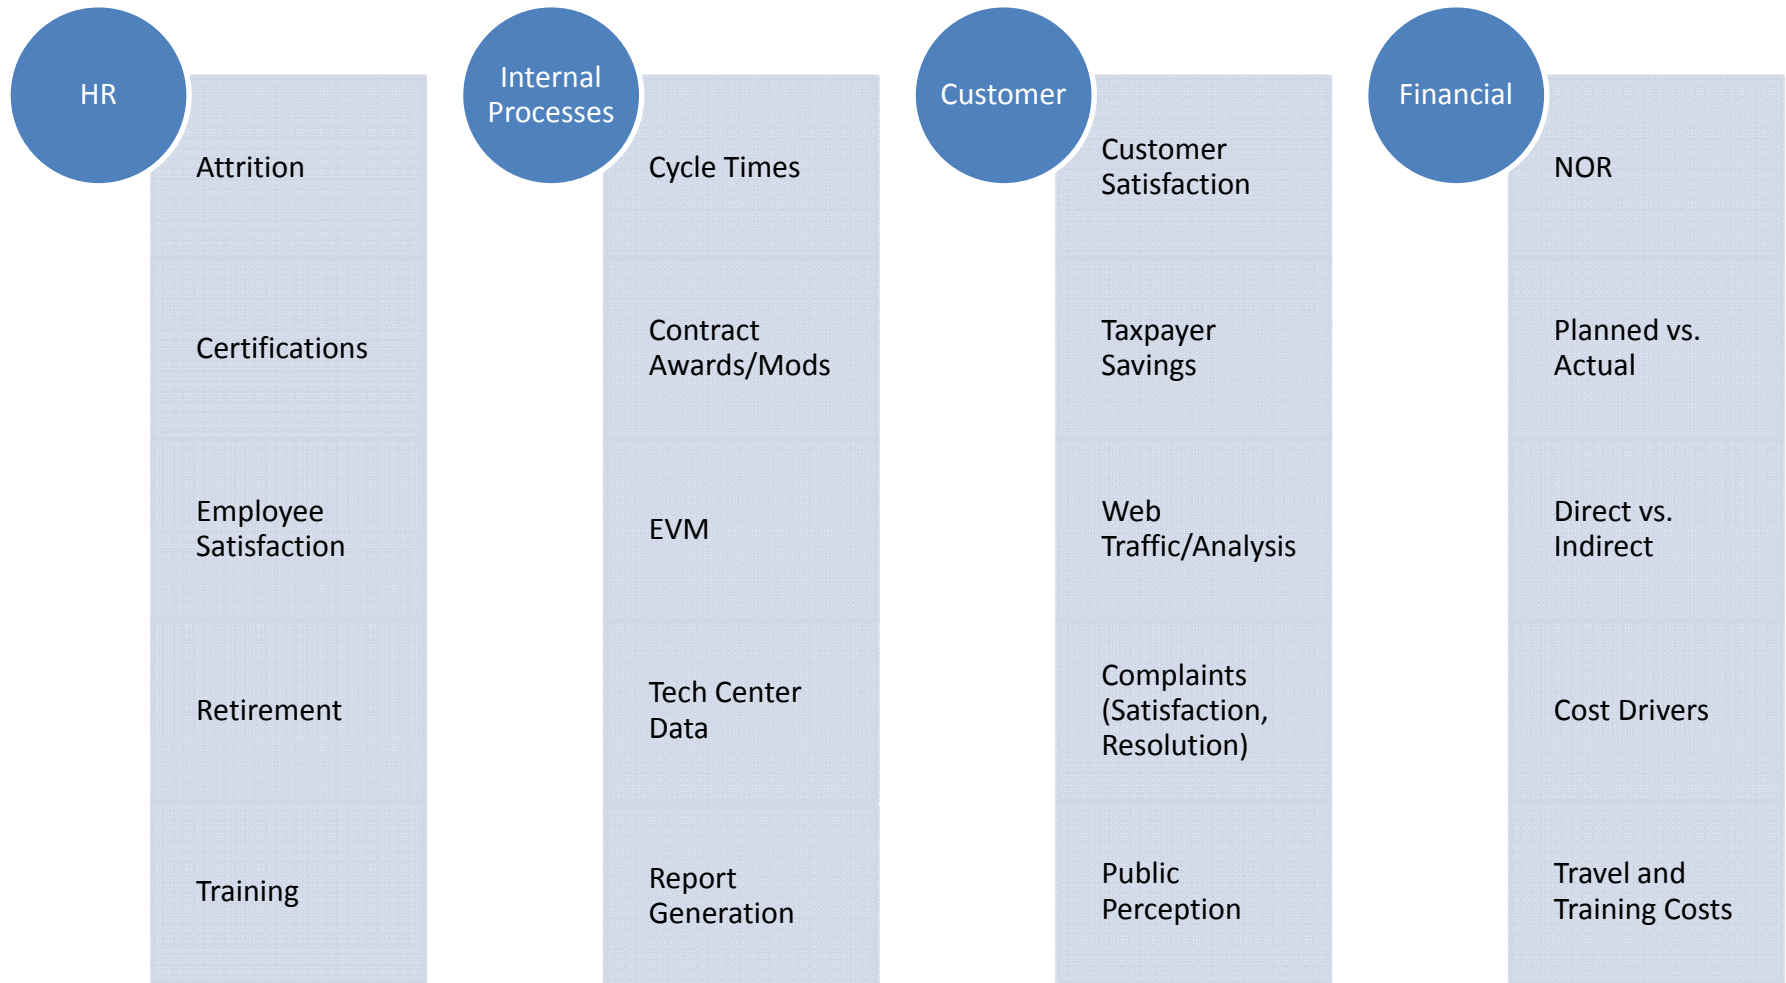 HR
Attrition
Certifications
Employee
Satisfaction
Retirement
Training
Internal
Processes
Cycle Times
Contract
Awards/Mods
EVM
Tech Center
Data
Report
Generation
Customer
Customer
Satisfaction
Taxpayer
Savings
Web
Traffic/Analysis
Complaints
(Satisfaction,
Resolution)
Public
Perception
Financial
NOR
Planned vs.
Actual
Direct vs.
Indirect
Cost Drivers
Travel and
Training Costs